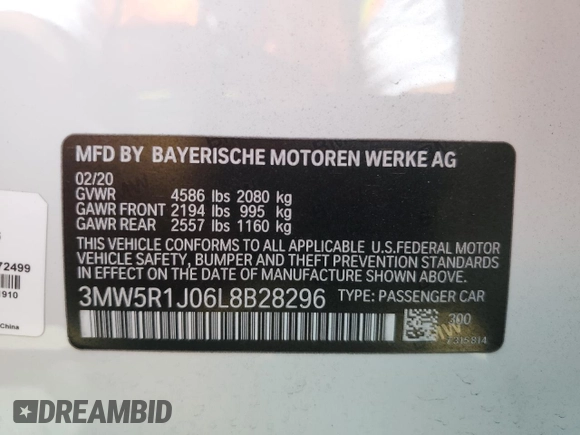 MFD BY BAYERISCHE MOTOREN WERKE AG
02/20
GVWR 4586 lbs 2080 kg
GAWR FRONT 2194 lbs 995 kg
GAWR REAR 2557 lbs 1160 kg
THIS VEHICLE CONFORMS TO ALL APPLICABLE U.S.FEDERAL MOTOR
VEHICLE SAFETY, BUMPER AND THEFT PREVENTION STANDARDS
IN EFFECT ON THE DATE OF MANUFACTURE SHOWN ABOVE.
3MW5R1J06L8B28296 TYPE: PASSENGER CAR
300
7315814
72499
1910
China
DREAMBID